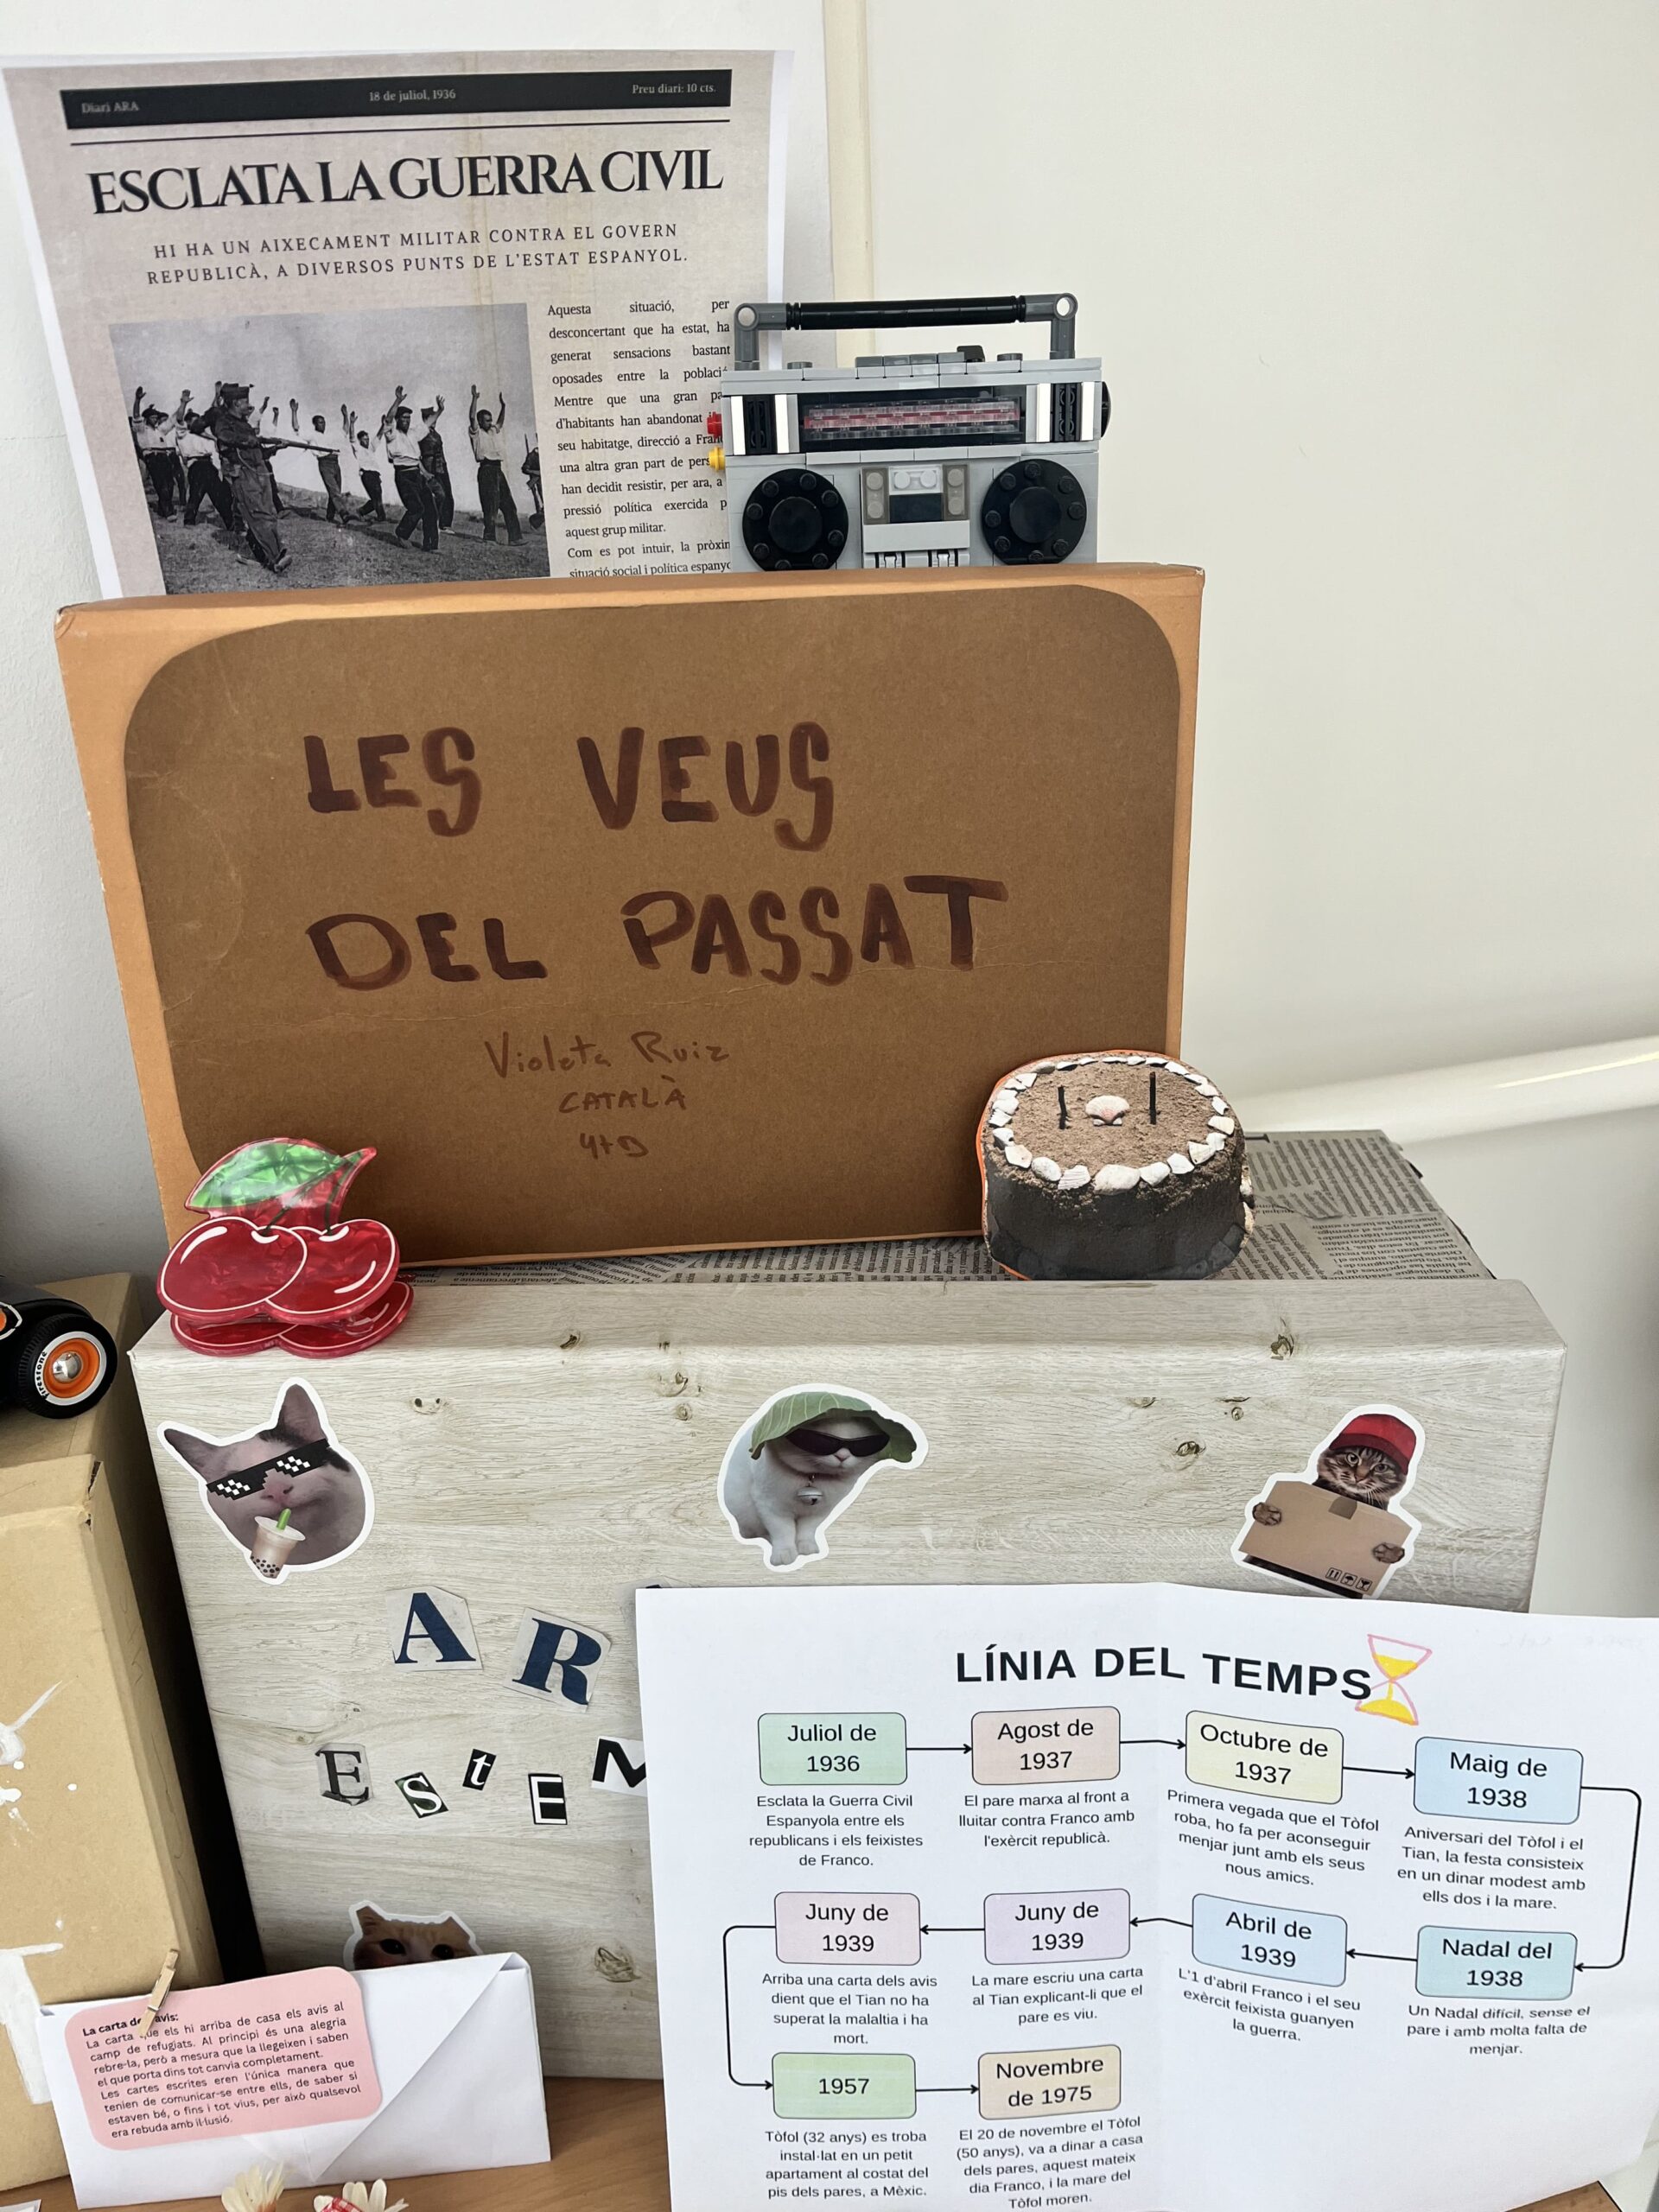 Diari ARA
18 de juliol, 1936
Preu diari: 10 cts.
ESCLATA LA GUERRA CIVIL
HI HA UN AIXECAMENT MILITAR CONTRA EL GOVERN
REPUBLICÀ, A DIVERSOS PUNTS DE L'ESTAT ESPANYOL.
Aquesta situació, per
desconcertant que ha estat, ha
generat sensacions bastant
oposades entre la
Mentre que una gran
d'habitants han abandonat
seu habitatge, direcció a
una altra gran part de
han decidit resistir, per ara, a
pressió política exercida
aquest grup militar.
Com es pot intuir, la
situació social i política
LES VEUS
DEL PASSAT
Violeta Ruiz
CATALÀ
4t D
firestone
A R
E S t E M
LÍNIA DEL TEMPS
Juliol de
1936
Esclata la Guerra Civil
Espanyola entre els
republicans i els feixistes
de Franco.
Agost de
1937
El pare marxa al front a
lluitar contra Franco amb
l'exèrcit republicà.
Octubre de
1937
Primera vegada que el Tòfol
roba, ho fa per aconseguir
menjar junt amb els seus
nous amics.
Maig de
1938
Aniversari del Tòfol i el
Tian, la festa consisteix
en un dinar modest amb
ells dos i la mare.
Nadal del
1938
Un Nadal difícil, sense el
pare i amb molta falta de
menjar.
Abril de
1939
L'1 d'abril Franco i el seu
exèrcit feixista guanyen
la guerra.
Juny de
1939
La mare escriu una carta
al Tian explicant-li que el
pare es viu.
Juny de
1939
Arriba una carta dels avis
dient que el Tian no ha
superat la malaltia i ha
mort.
1957
Tòfol (32 anys) es troba
instal·lat en un petit
apartament al costat del
pis dels pares, a Mèxic.
Novembre
de 1975
El 20 de novembre el Tòfol
(50 anys), va a dinar a casa
dels pares, aquest mateix
dia Franco, i la mare del
Tòfol moren.
La carta avis:
La carta que els hi arriba de casa els avis al
camp de refugiats. Al principi és una alegria
rebre-la, però a mesura que la llegeixen i saben
el que porta dins tot canvia completament.
Les cartes escrites eren l'única manera que
tenien de comunicar-se entre ells, de saber si
estaven bé, o fins i tot vius, per això qualsevol
era rebuda amb il·lusió.